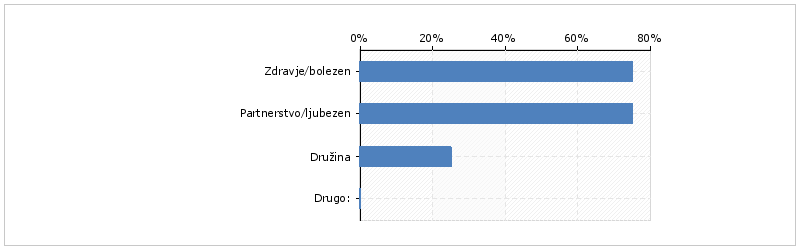 0% 20% 40% 60% 80%
Zdravje/bolezen
Partnerstvo/ljubezen
Družina
Drugo: